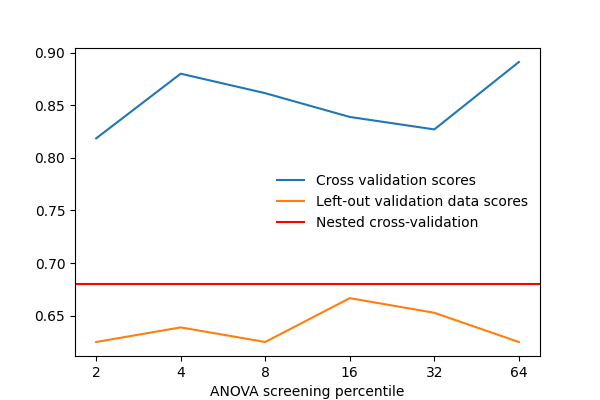 0.90
0.85
0.80
0.75
0.70
0.65
Cross validation scores
Left-out validation data scores
Nested cross-validation
2 4 8 16 32 64
ANOVA screening percentile